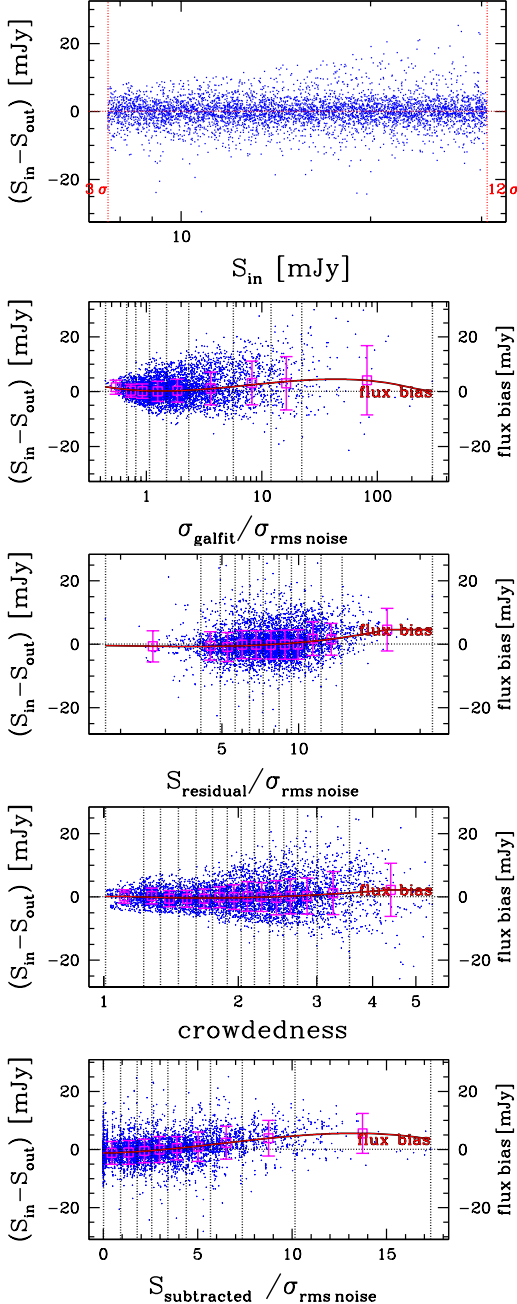 (S_in − S_out) [mJy]
20
0
−20
3 σ
12 σ
10
S_in [mJy]
(S_in − S_out) [mJy]
20
0
−20
flux bias
20
0
−20
flux bias [mJy]
1
10
100
σ_galfit/σ_rms noise
(S_in − S_out) [mJy]
20
0
−20
flux bias
20
0
−20
flux bias [mJy]
5
10
S_residual/σ_rms noise
(S_in − S_out) [mJy]
20
0
−20
flux bias
20
0
−20
flux bias [mJy]
1
2
3
4
5
crowdedness
(S_in − S_out) [mJy]
20
0
−20
flux bias
20
0
−20
flux bias [mJy]
0
5
10
15
S_subtracted /σ_rms noise